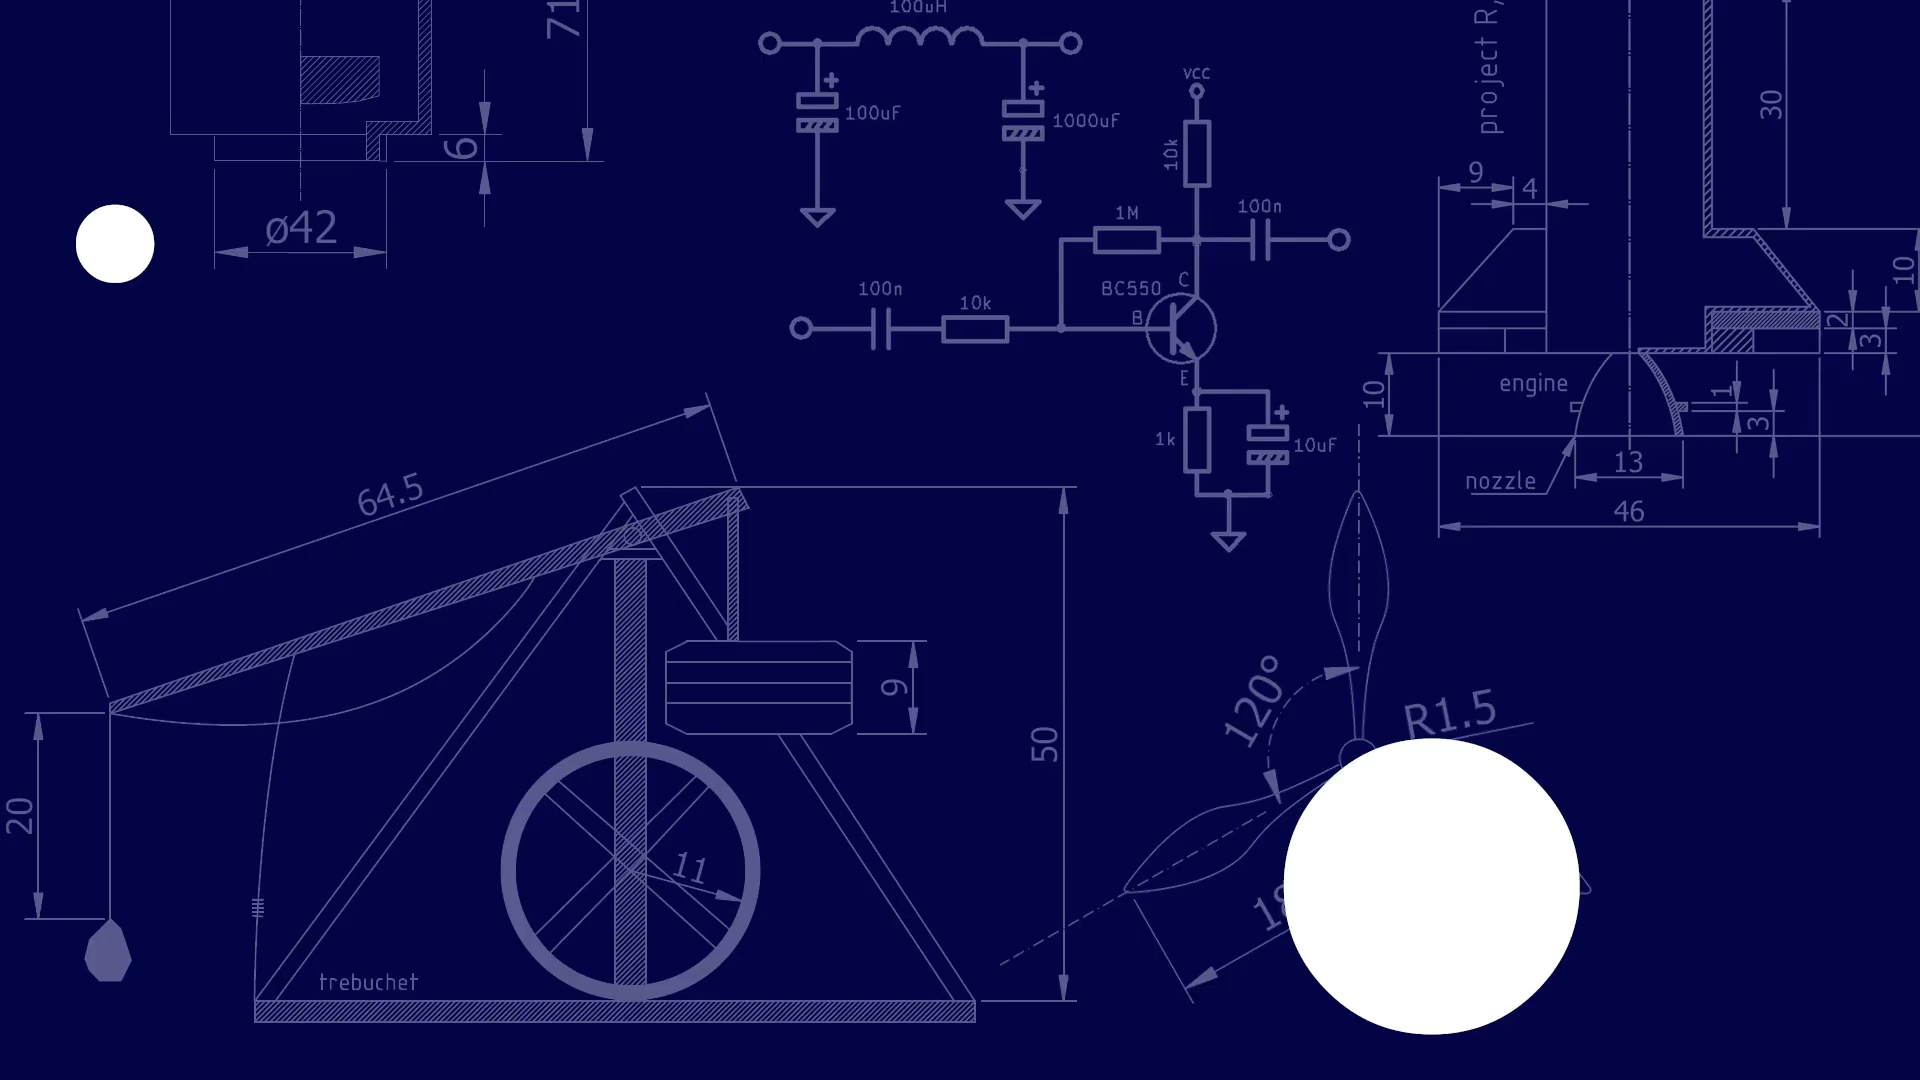 100uH
71
100uF
1000uF
6
ø42
vcc
10k
1M
100n
BC550
C
B
E
100n
10k
1k
10uF
project R,
30
9
4
10
2
3
10
engine
1
3
nozzle
13
46
64.5
9
50
20
11
trebuchet
120°
R1.5